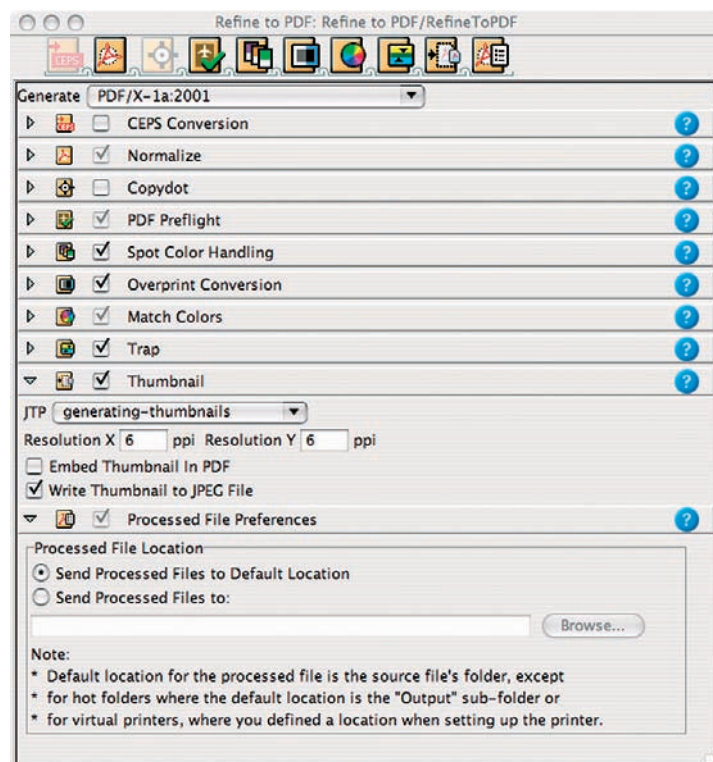 Refine to PDF: Refine to PDF/RefineToPDF
CEPS
Generate PDF/X-1a:2001
CEPS Conversion ?
Normalize ?
Copydot ?
PDF Preflight ?
Spot Color Handling ?
Overprint Conversion ?
Match Colors ?
Trap ?
Thumbnail ?
JTP generating-thumbnails
Resolution X 6 ppi Resolution Y 6 ppi
Embed Thumbnail In PDF
Write Thumbnail to JPEG File
Processed File Preferences ?
Processed File Location
Send Processed Files to Default Location
Send Processed Files to:
Browse...
Note:
* Default location for the processed file is the source file's folder, except
* for hot folders where the default location is the "Output" sub-folder or
* for virtual printers, where you defined a location when setting up the printer.